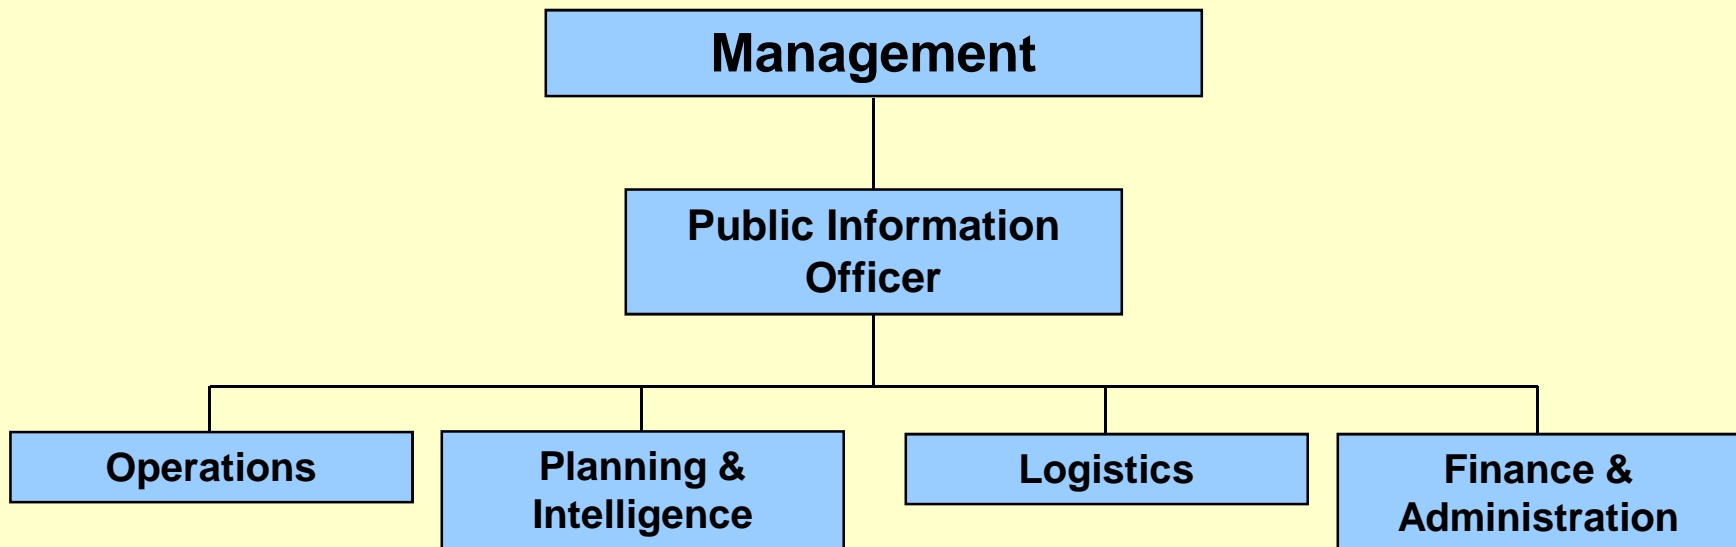 Management
Public Information
Officer
Operations
Planning &
Intelligence
Logistics
Finance &
Administration